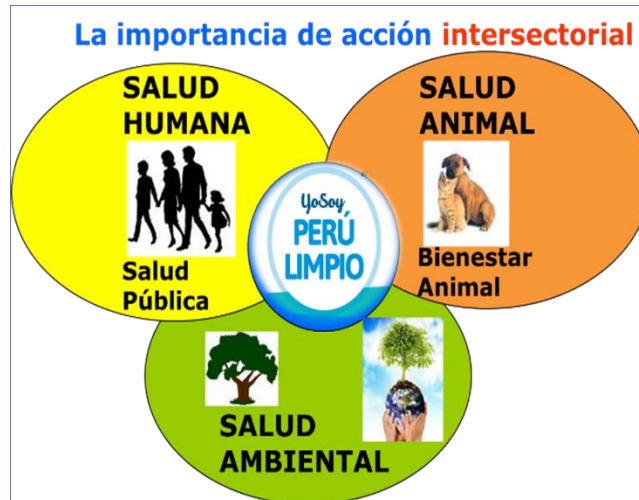 La importancia de acción intersectorial
SALUD
HUMANA
Salud
Pública
SALUD
ANIMAL
Bienestar
Animal
YoSoy
PERÚ
LIMPIO
SALUD
AMBIENTAL